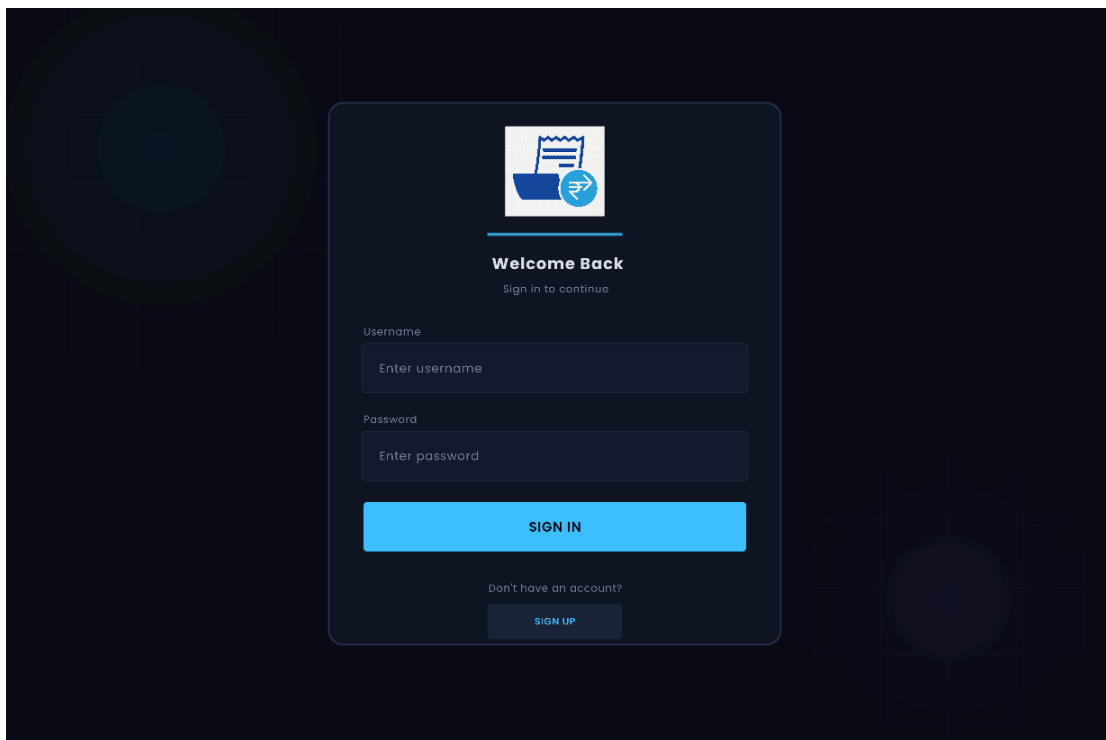 Welcome Back
Sign in to continue
Username
Enter username
Password
Enter password
SIGN IN
Don't have an account?
SIGN UP